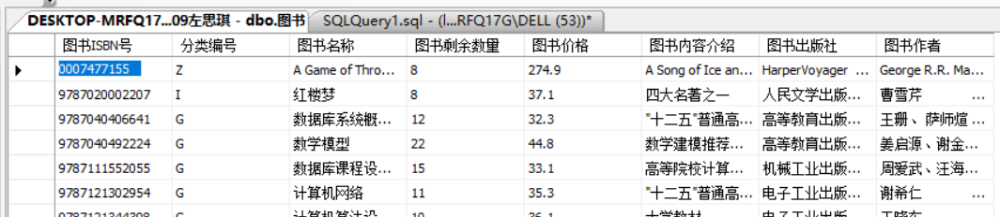 DESKTOP-MRFQ17...09左思琪 - dbo.图书 SQLQuery1.sql - (l...RFQ17G\DELL (53))*
图书ISBN号 分类编号 图书名称 图书剩余数量 图书价格 图书内容介绍 图书出版社 图书作者
0007477155 Z A Game of Thro... 8 274.9 A Song of Ice an... HarperVoyager ... George R.R. Ma...
9787020002207 I 红楼梦 8 37.1 四大名著之一 人民文学出版... 曹雪芹 ...
9787040406641 G 数据库系统概... 12 32.3 "十二五"普通高... 高等教育出版... 王珊、萨师煊 ...
9787040492224 G 数学模型 22 44.8 数学建模推荐... 高等教育出版... 姜启源、谢金...
9787111552055 G 数据库课程设... 15 33.1 高等院校计算... 机械工业出版... 周爱武、汪海...
9787121302954 G 计算机网络 11 35.3 "十二五"普通高... 电子工业出版... 谢希仁 ...